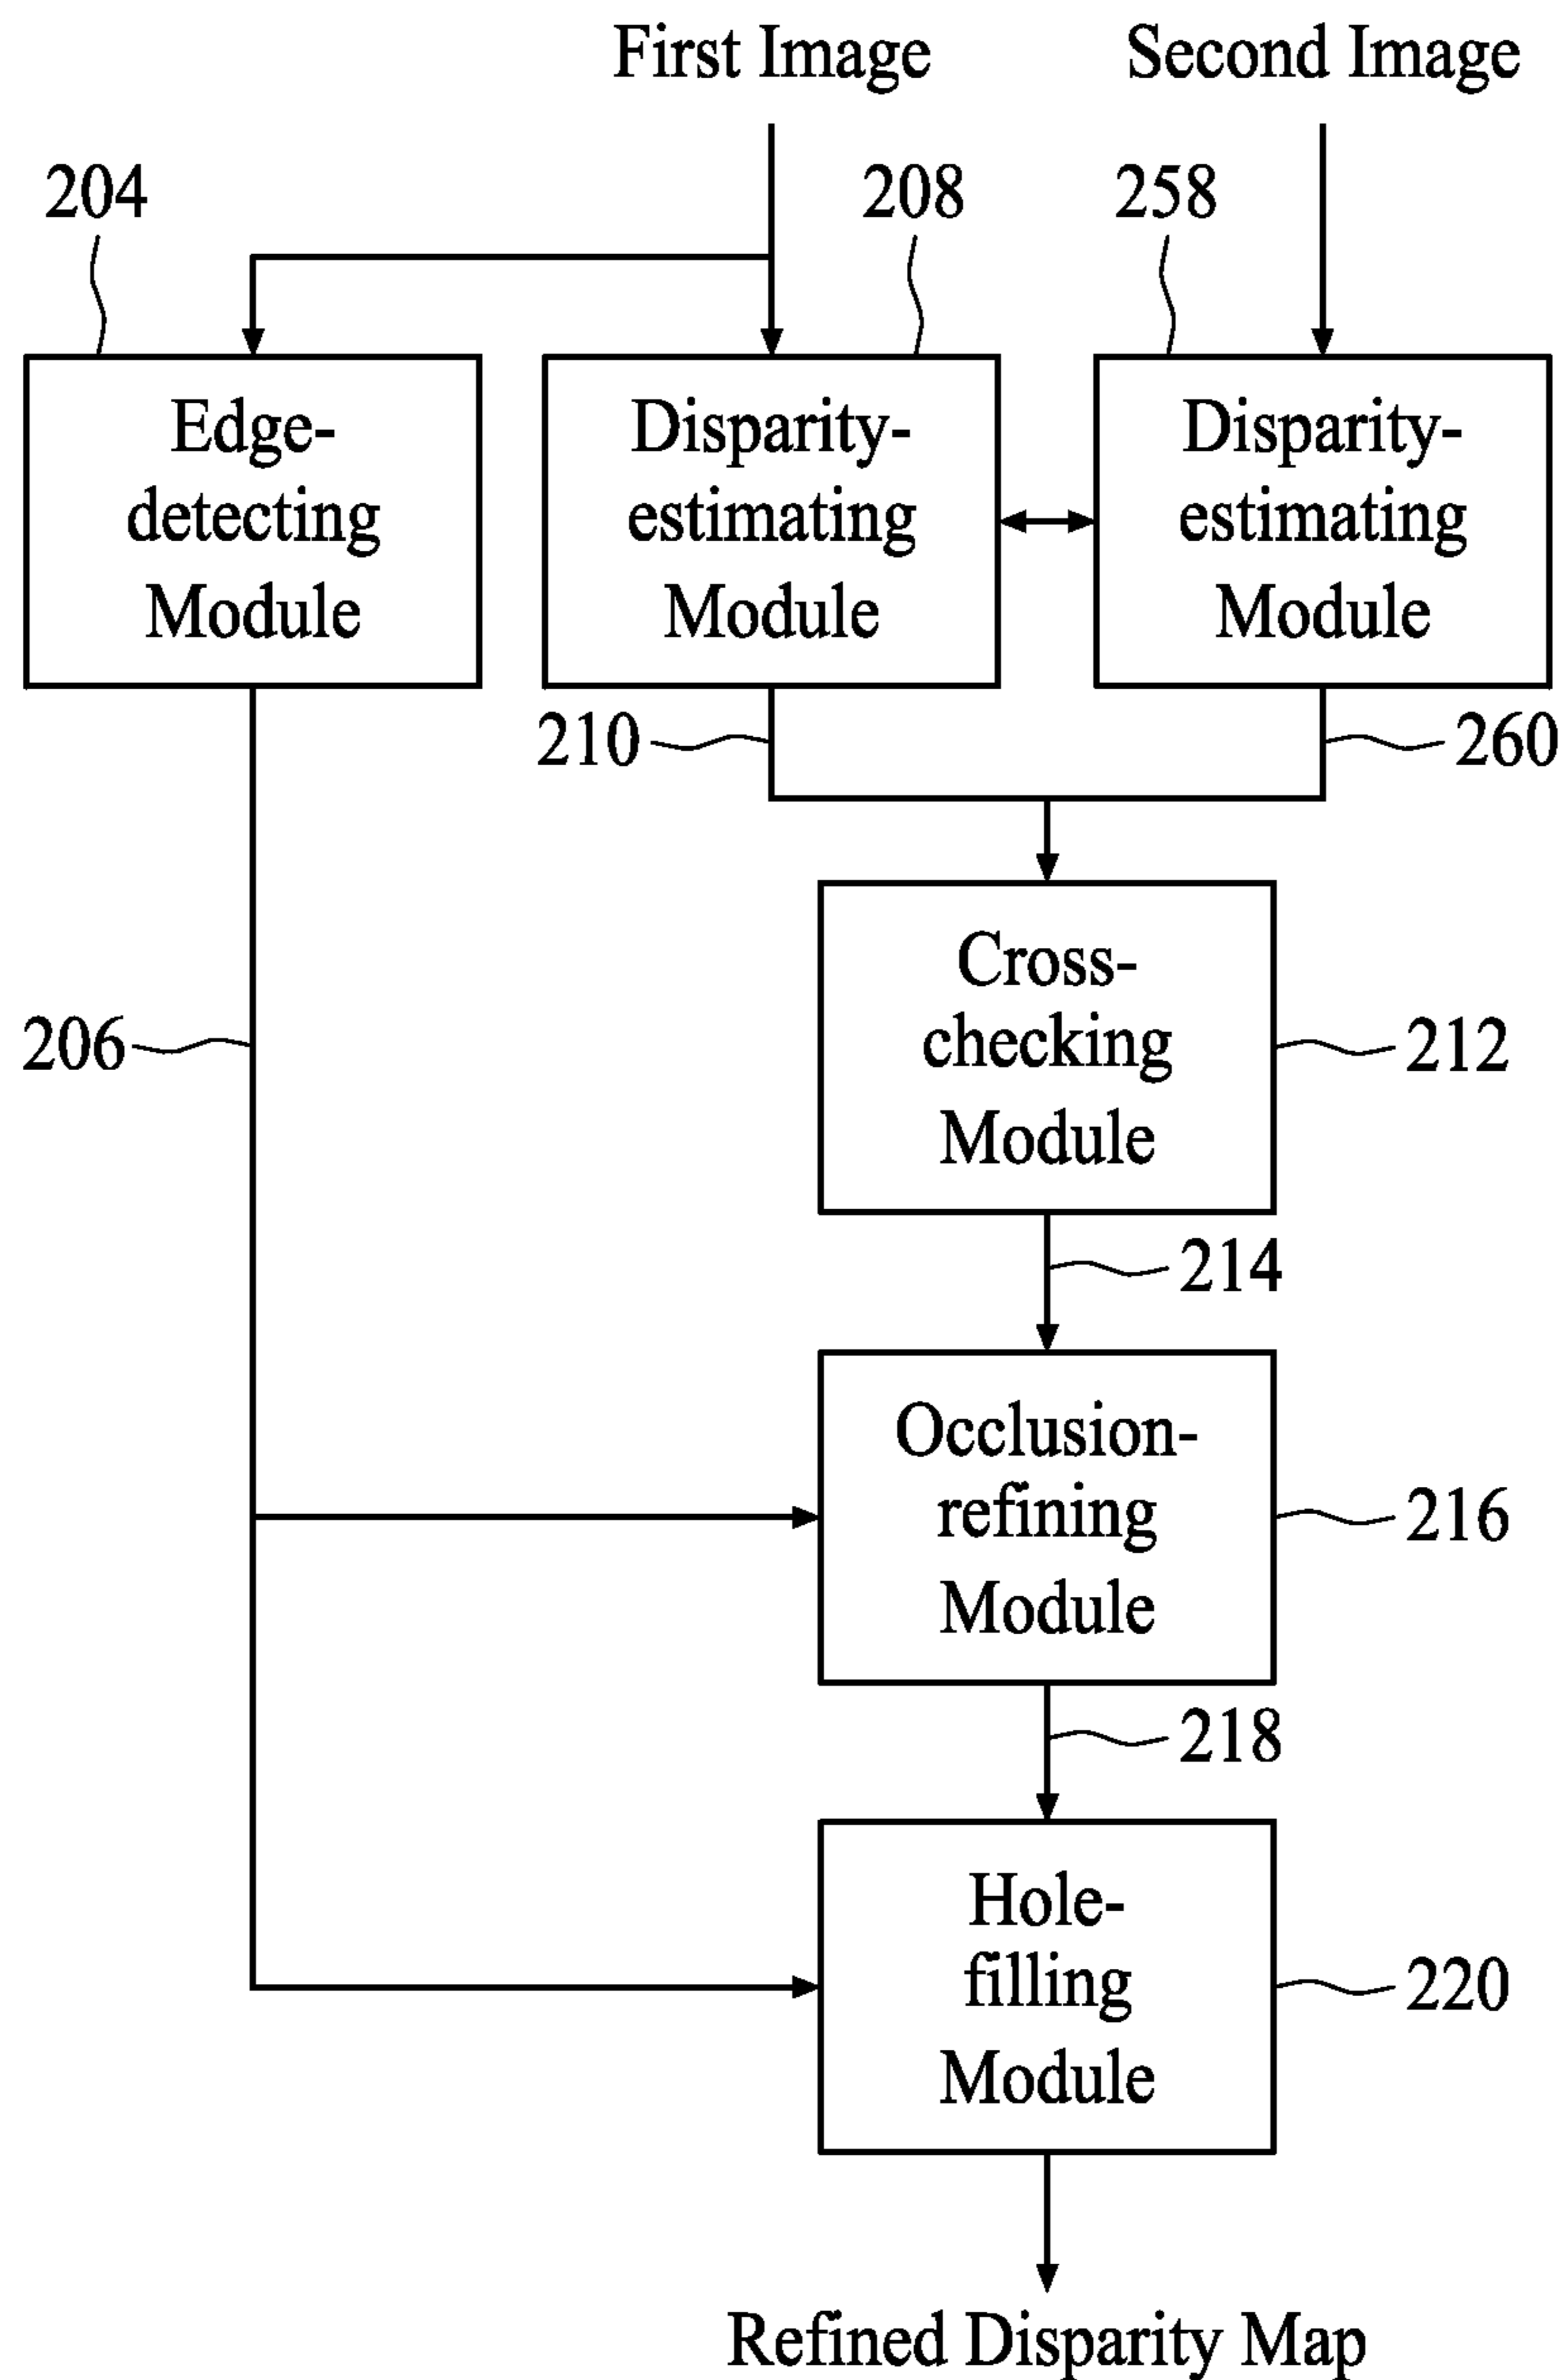 First Image
Second Image
204
208
258
Edge-
detecting
Module
Disparity-
estimating
Module
Disparity-
estimating
Module
210
260
Cross-
checking
Module
206
212
214
Occlusion-
refining
Module
216
218
Hole-
filling
Module
220
Refined Disparity Map